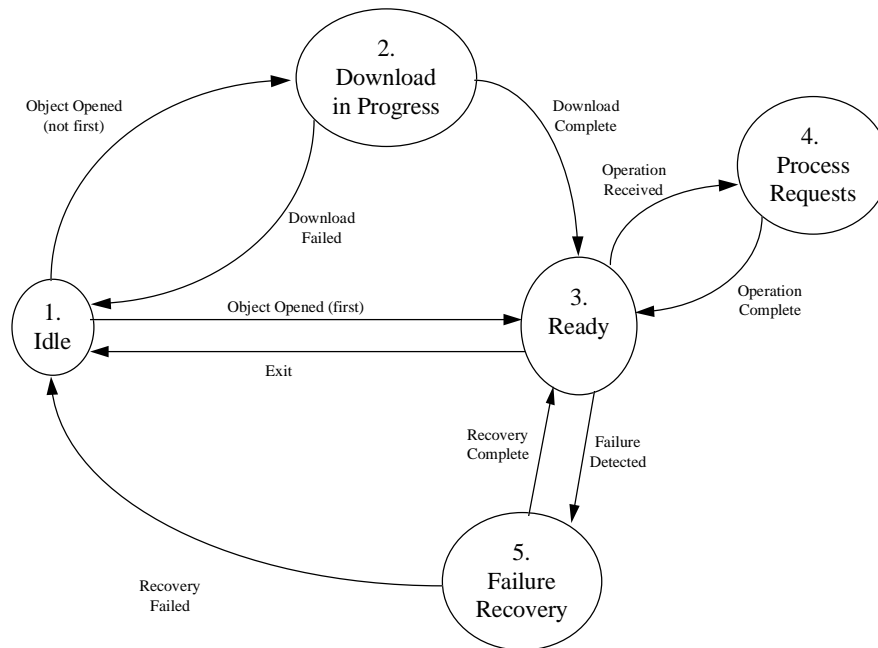 2.
Download
in Progress
Object Opened
(not first)
Download
Complete
4.
Process
Requests
Operation
Received
Download
Failed
1.
Idle
Object Opened (first)
3.
Ready
Operation
Complete
Exit
Recovery
Complete
Failure
Detected
5.
Failure
Recovery
Recovery
Failed